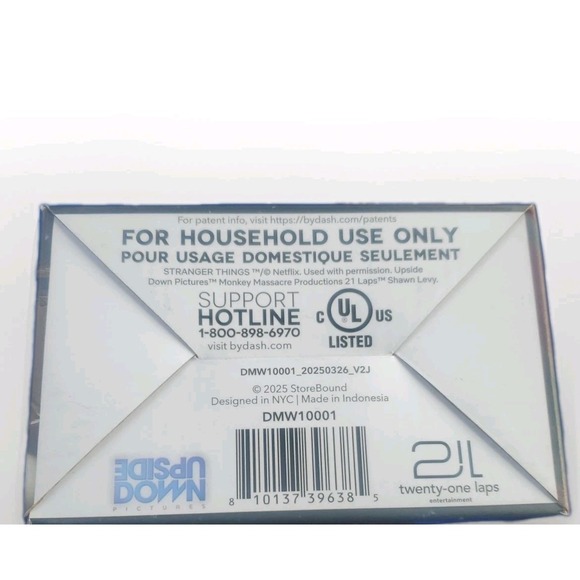 For patent info, visit https://bydash.com/patents
FOR HOUSEHOLD USE ONLY
POUR USAGE DOMESTIQUE SEULEMENT
STRANGER THINGS ™/© Netflix. Used with permission. Upside
Down Pictures™ Monkey Massacre Productions 21 Laps™ Shawn Levy.
SUPPORT
HOTLINE
1-800-898-6970
visit bydash.com
C UL US
LISTED
DMW10001_20250326_V2J
© 2025 StoreBound
Designed in NYC | Made in Indonesia
DMW10001
UPSIDE
DOWN
PICTURES
8 10137 39638 5
21L
twenty-one laps
entertainment